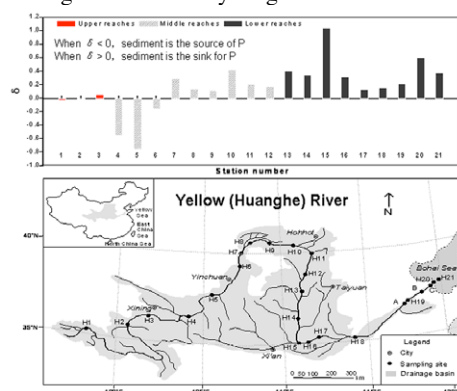 1.2
Upper reaches Middle reaches Lower reaches
1.0
When δ <0, sediment is the source of P
When δ >0, sediment is the sink for P
0.8
0.6
0.4
0.2
0.0
-0.2
-0.4
-0.6
-0.8
-1.0
δ
1 2 3 4 5 6 7 8 9 10 11 12 13 14 15 16 17 18 19 20 21
Station number
Yellow (Huanghe) River
N
Yellow Sea
East China Sea
South China Sea
40°N
35°N
Hohhot
H8
H9
H10
H7
H11
H6
H12
Yinchuan
Taiyuan
Bohai Sea
H20
H21
B
C
A
H19
H13
H5
Xining
H3
H4
H14
H1
H2
H15
H16
H17
H18
Xi'an
Legend
City
Sampling site
Drainage basin
0 50 100 200 300
km